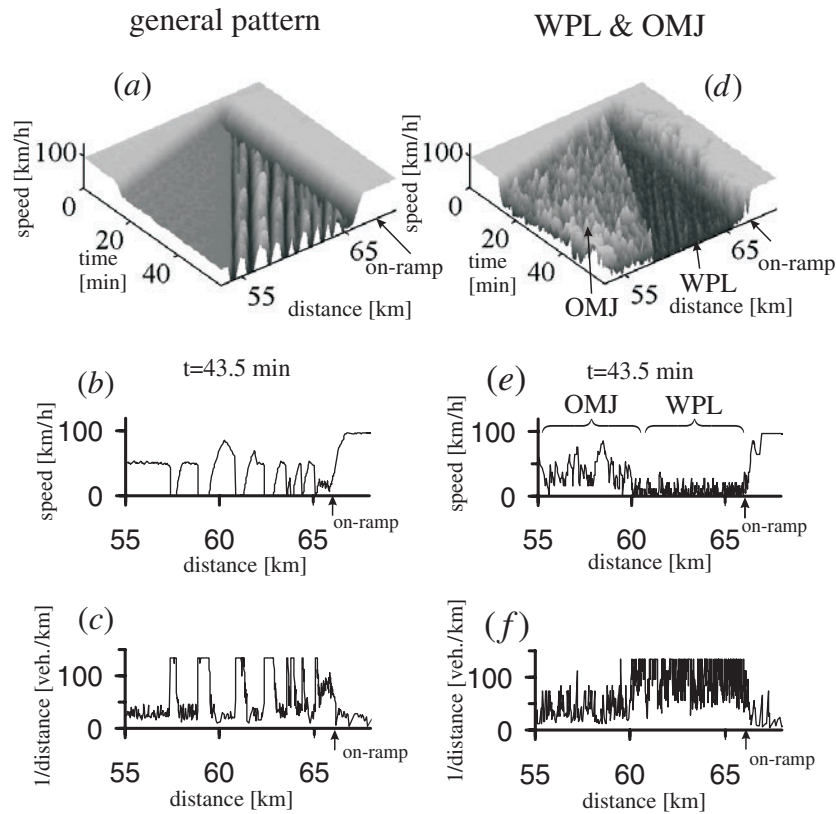 general pattern
WPL & OMJ
(a)
speed [km/h]
100
0
20
40
time
[min]
55
65
on-ramp
distance [km]
(d)
speed [km/h]
100
0
20
40
time
[min]
55
65
on-ramp
OMJ
WPL
distance [km]
(b)
t=43.5 min
speed [km/h]
100
0
on-ramp
55 60 65
distance [km]
(e)
t=43.5 min
OMJ WPL
speed [km/h]
100
0
on-ramp
55 60 65
distance [km]
(c)
1/distance [veh./km]
100
0
on-ramp
55 60 65
distance [km]
(f)
1/distance [veh./km]
100
0
on-ramp
55 60 65
distance [km]